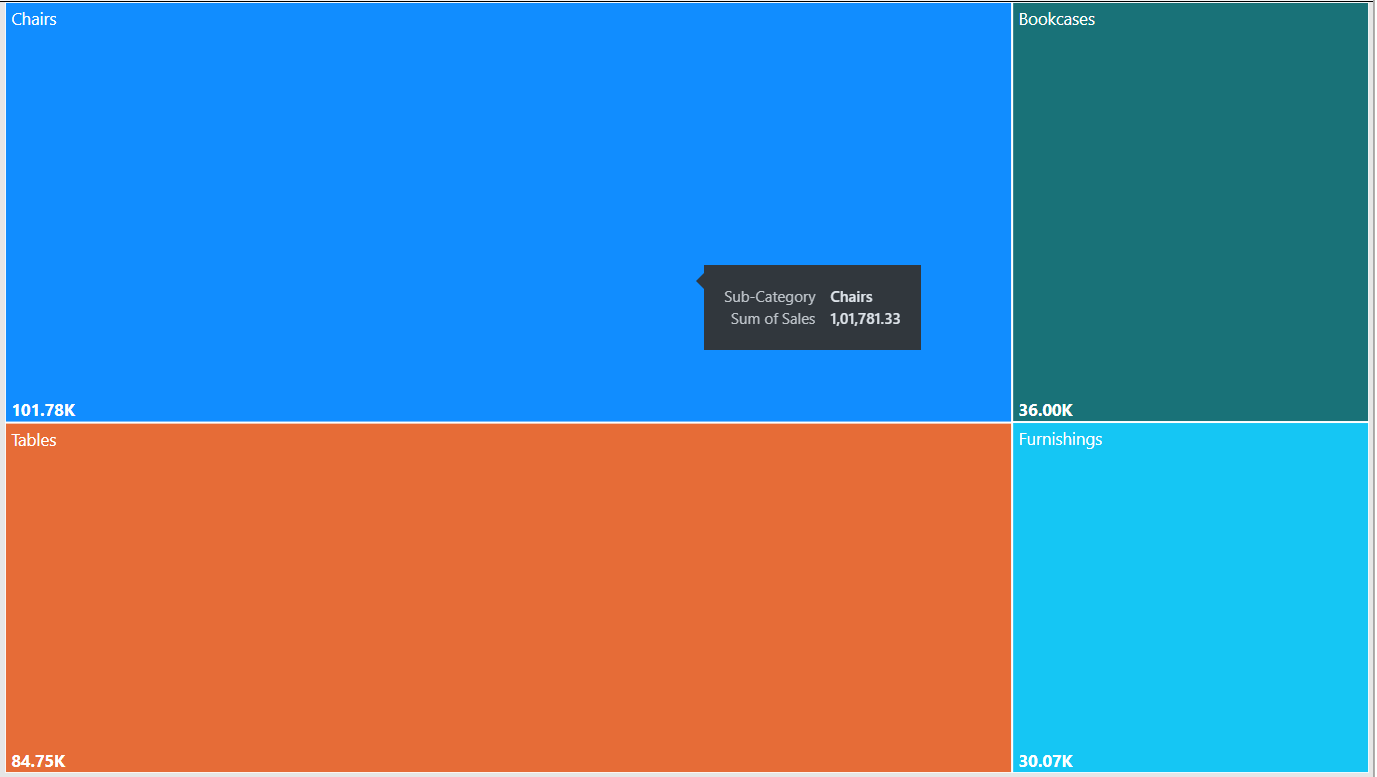 Chairs
Bookcases
Sub-Category Chairs
Sum of Sales 1,01,781.33
101.78K
36.00K
Tables
Furnishings
84.75K
30.07K